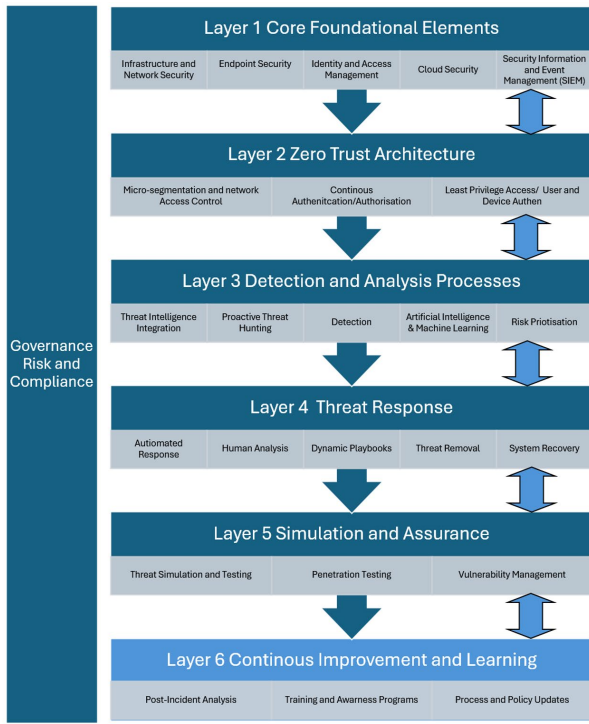 Layer 1 Core Foundational Elements
Infrastructure and
Network Security
Endpoint Security
Identity and Access
Management
Cloud Security
Security Information
and Event
Management (SIEM)
Layer 2 Zero Trust Architecture
Micro-segmentation and network
Access Control
Continous
Authenitcation/Authorisation
Least Privilege Access/ User and
Device Authen
Layer 3 Detection and Analysis Processes
Threat Intelligence
Integration
Proactive Threat
Hunting
Detection
Artificial Intelligence
& Machine Learning
Risk Priotisation
Governance
Risk and
Compliance
Layer 4 Threat Response
Autiomated
Response
Human Analysis
Dynamic Playbooks
Threat Removal
System Recovery
Layer 5 Simulation and Assurance
Threat Simulation and Testing
Penetration Testing
Vulnerability Management
Layer 6 Continous Improvement and Learning
Post-Incident Analysis
Training and Awarness Programs
Process and Policy Updates